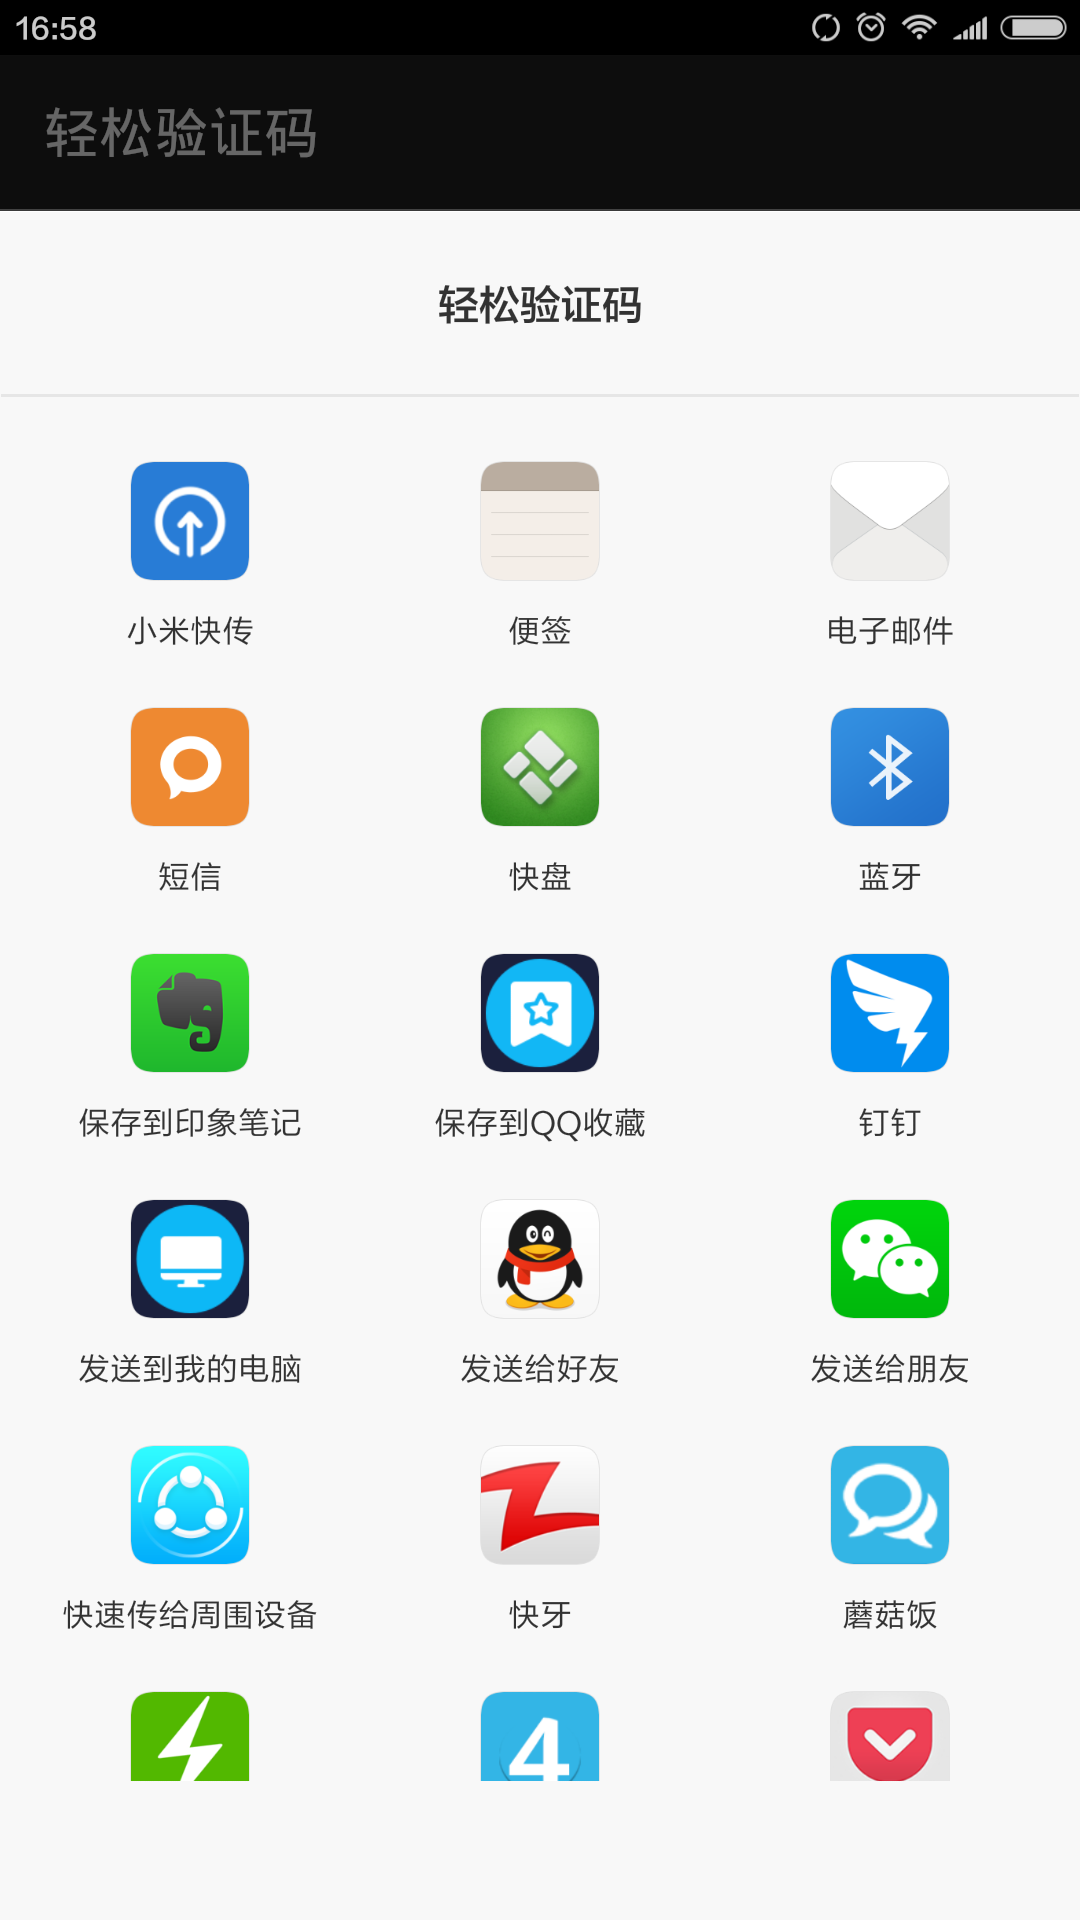 16:58
轻松验证码
轻松验证码
小米快传
便签
电子邮件
短信
快盘
蓝牙
保存到印象笔记
保存到QQ收藏
钉钉
发送到我的电脑
发送给好友
发送给朋友
快速传给周围设备
快牙
蘑菇饭
4